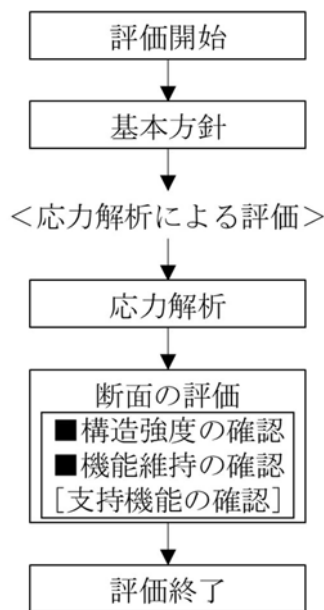 評価開始
基本方針
＜応力解析による評価＞
応力解析
断面の評価
■構造強度の確認
■機能維持の確認
[支持機能の確認]
評価終了